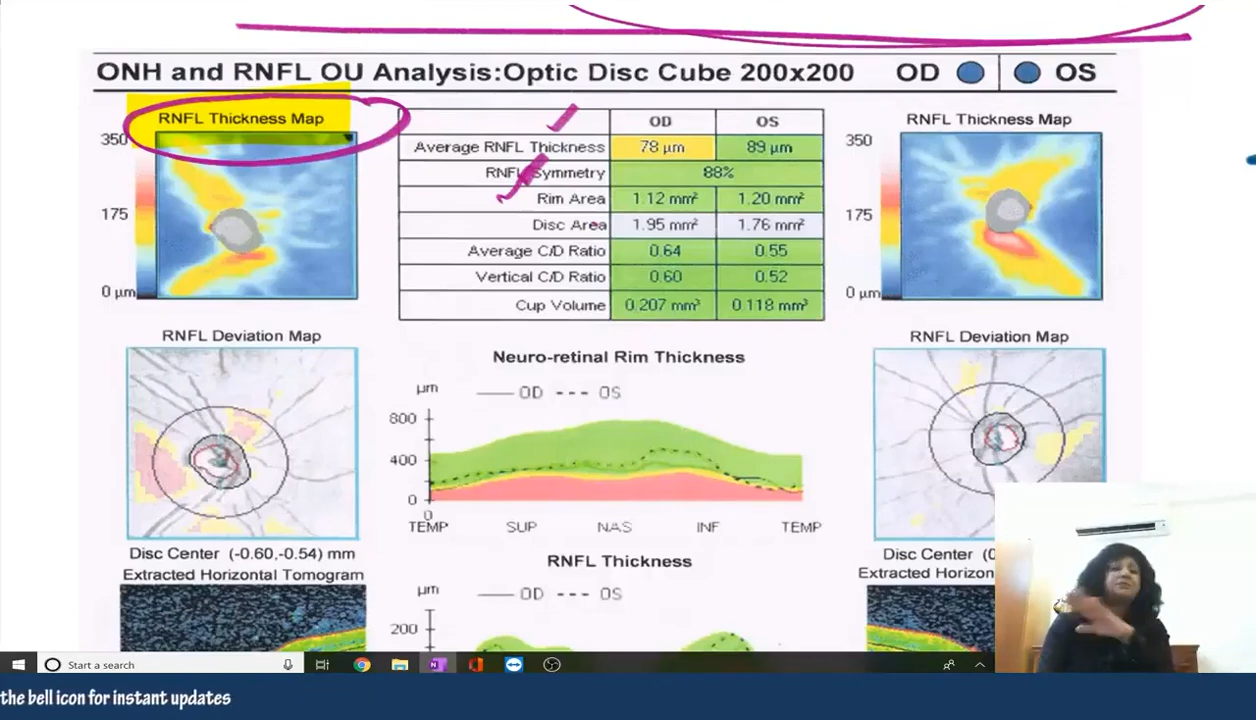 ONH and RNFL OU Analysis:Optic Disc Cube 200x200 OD OS
RNFL Thickness Map
350
175
0 µm
OD OS
Average RNFL Thickness 78 µm 89 µm
RNFL Symmetry 88%
Rim Area 1.12 mm² 1.20 mm²
Disc Area 1.95 mm² 1.76 mm²
Average C/D Ratio 0.64 0.55
Vertical C/D Ratio 0.60 0.52
Cup Volume 0.207 mm³ 0.118 mm³
RNFL Thickness Map
350
175
0 µm
RNFL Deviation Map
Disc Center (-0.60,-0.54) mm
Extracted Horizontal Tomogram
Neuro-retinal Rim Thickness
µm OD OS
800
400
0
0
TEMP SUP NAS INF TEMP
RNFL Thickness
µm OD OS
200
RNFL Deviation Map
Disc Center (0
Extracted Horizon
Start a search
the bell icon for instant updates